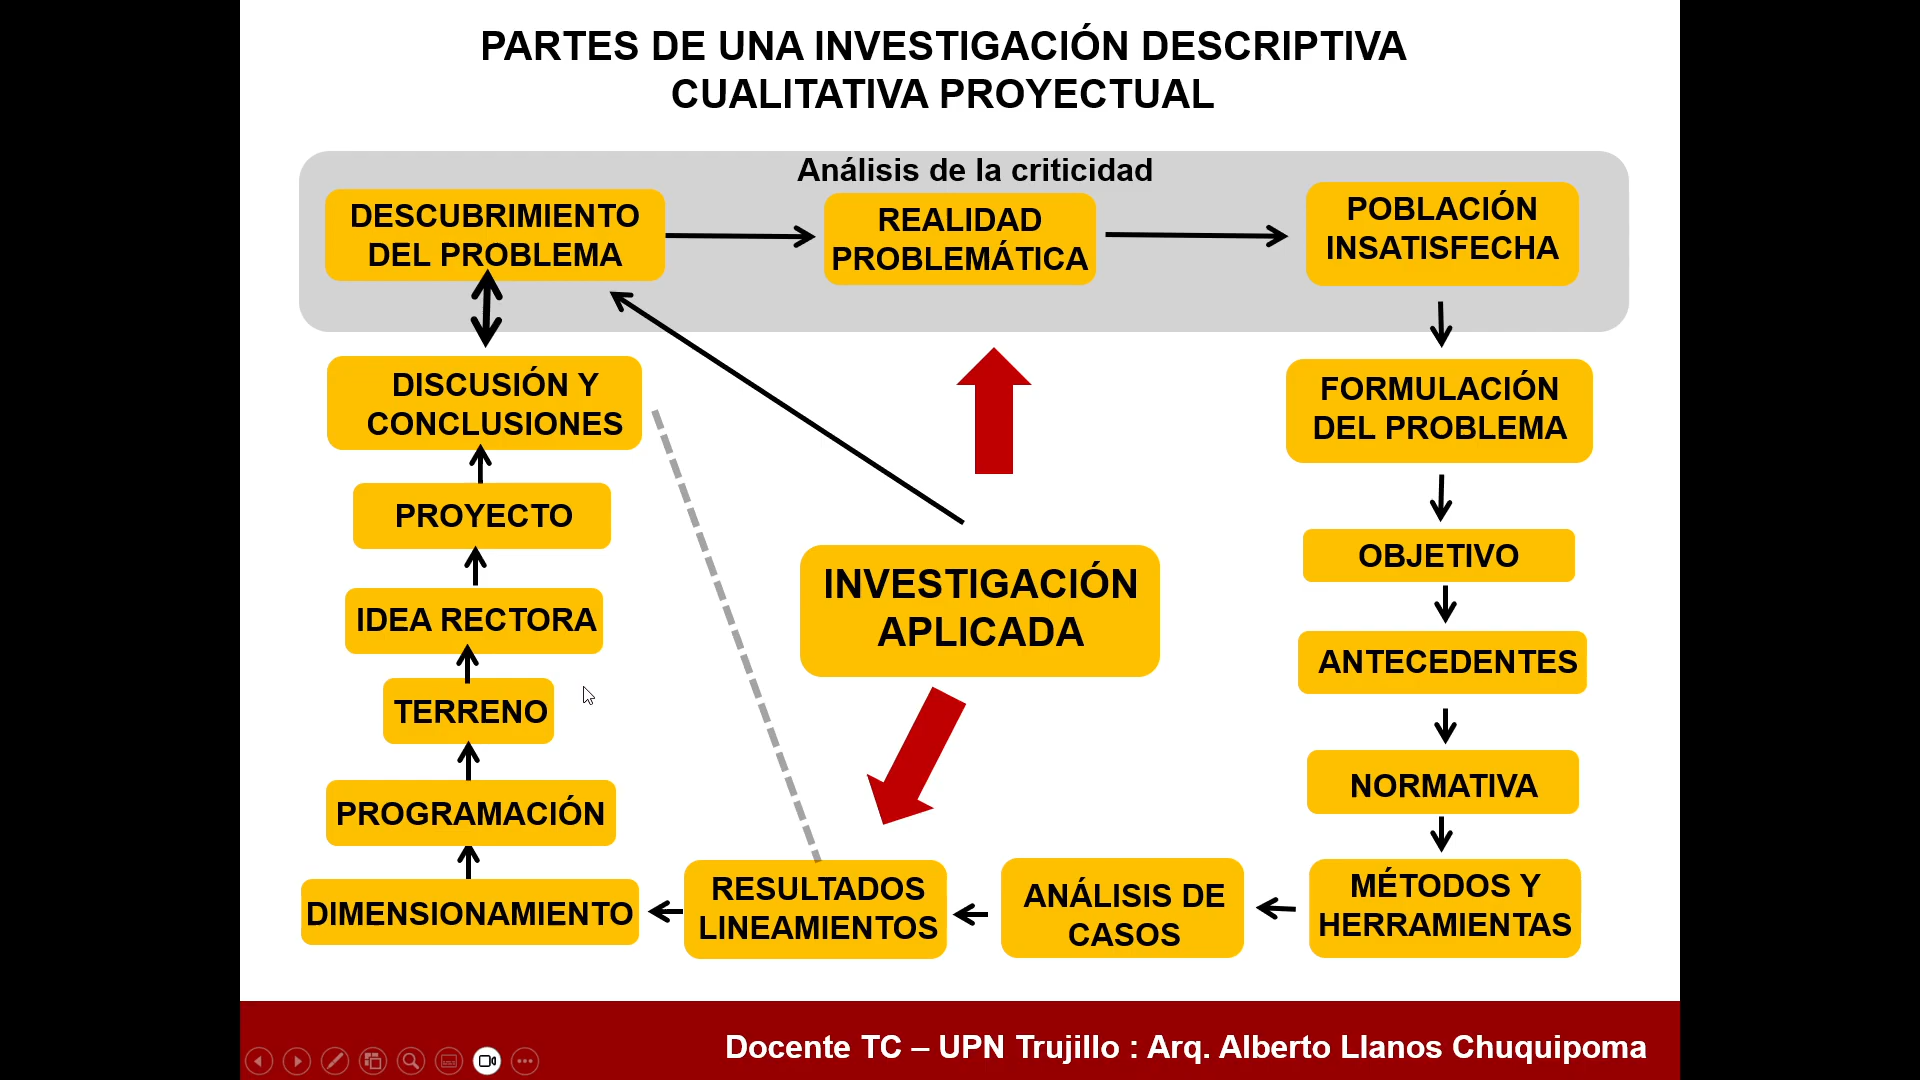 PARTES DE UNA INVESTIGACIÓN DESCRIPTIVA
CUALITATIVA PROYECTUAL
Análisis de la criticidad
DESCUBRIMIENTO
DEL PROBLEMA
REALIDAD
PROBLEMÁTICA
POBLACIÓN
INSATISFECHA
FORMULACIÓN
DEL PROBLEMA
OBJETIVO
ANTECEDENTES
NORMATIVA
MÉTODOS Y
HERRAMIENTAS
ANÁLISIS DE
CASOS
RESULTADOS
LINEAMIENTOS
DIMENSIONAMIENTO
PROGRAMACIÓN
TERRENO
IDEA RECTORA
PROYECTO
DISCUSIÓN Y
CONCLUSIONES
INVESTIGACIÓN
APLICADA
Docente TC – UPN Trujillo : Arq. Alberto Llanos Chuquipoma